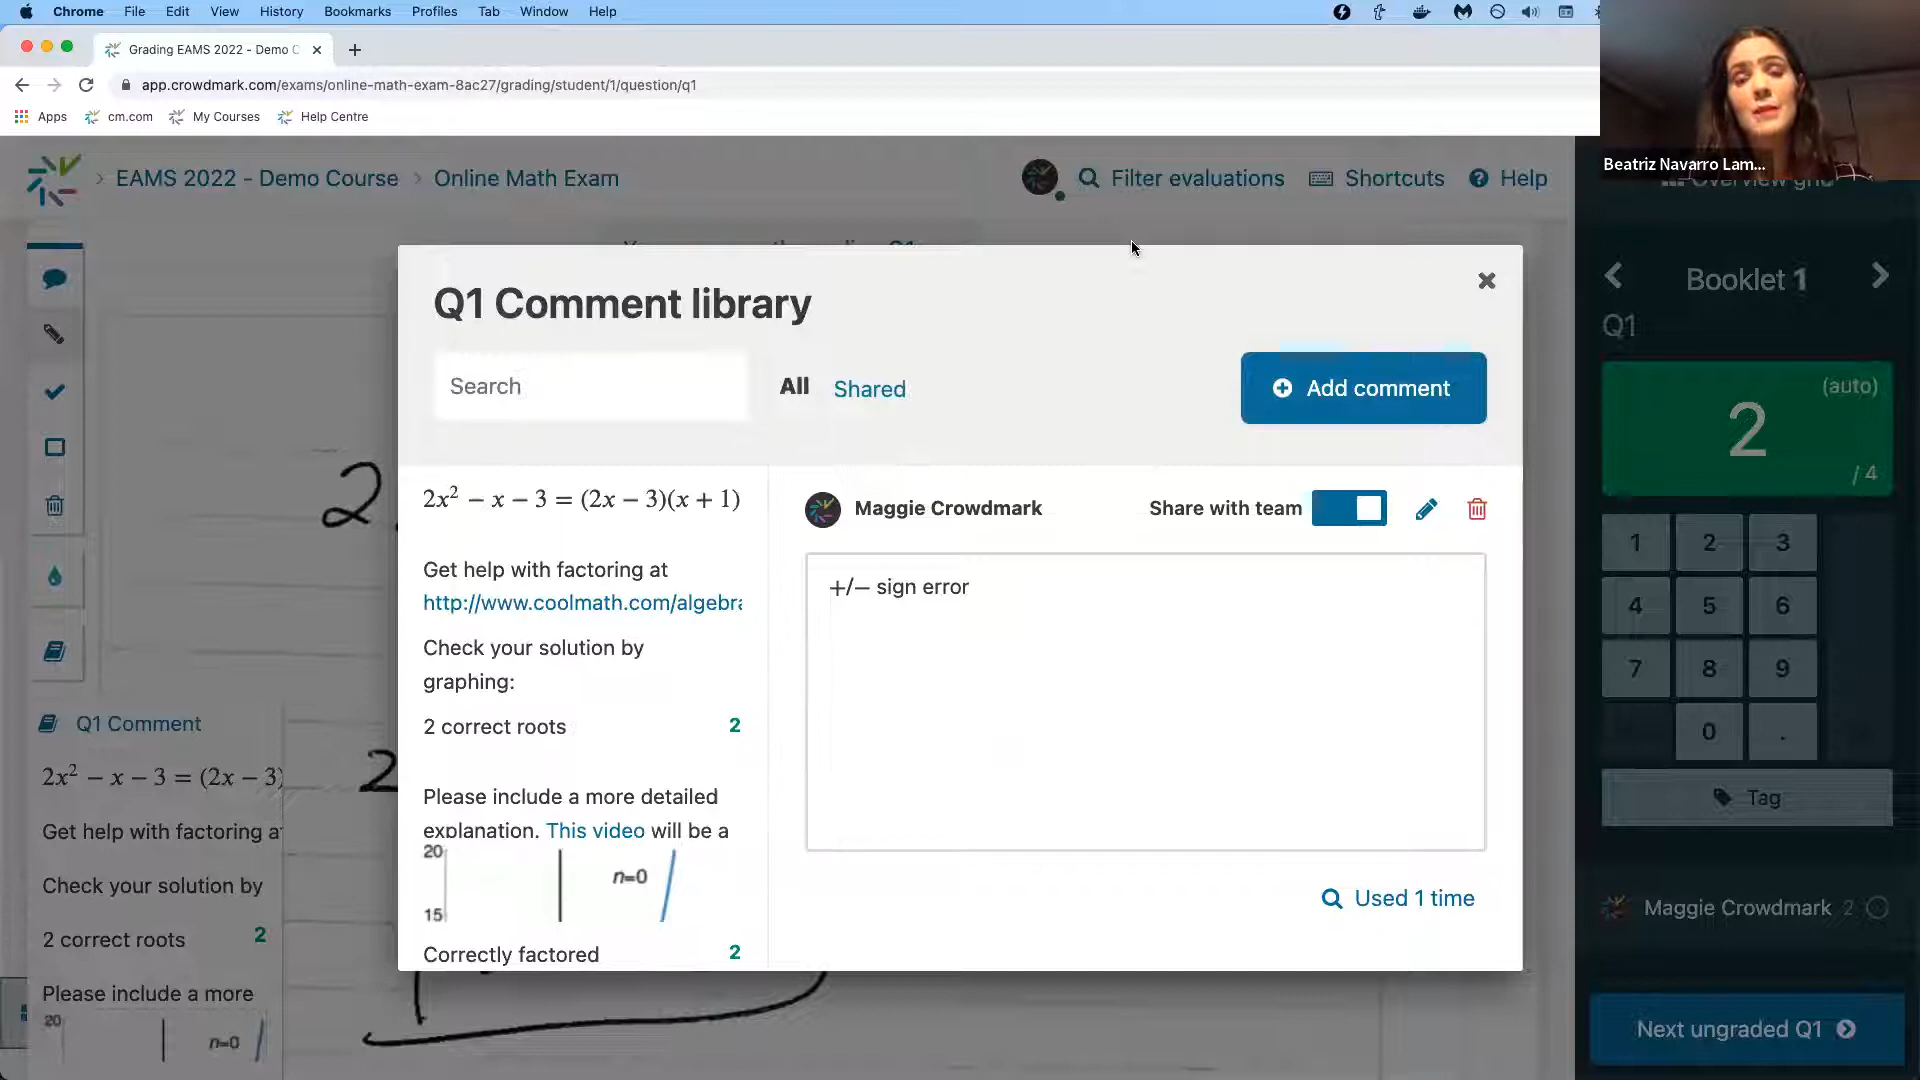 Chrome File Edit View History Bookmarks Profiles Tab Window Help
Grading EAMS 2022 - Demo C
app.crowdmark.com/exams/online-math-exam-8ac27/grading/student/1/question/q1
Apps cm.com My Courses Help Centre
Beatriz Navarro Lam...
EAMS 2022 - Demo Course
Online Math Exam
Filter evaluations
Shortcuts
Help
Overview grid
Q1 Comment library
Search
All
Shared
Add comment
2x² − x − 3 = (2x − 3)(x + 1)
Get help with factoring at
http://www.coolmath.com/algebra
Check your solution by
graphing:
2 correct roots 2
Please include a more detailed
explanation. This video will be a
20
n=0
15
Correctly factored 2
Maggie Crowdmark
Share with team
+/− sign error
Used 1 time
Booklet 1
Q1
(auto)
2
/ 4
1 2 3
4 5 6
7 8 9
0 .
Tag
Maggie Crowdmark 2
Next ungraded Q1
Q1 Comment
2x² − x − 3 = (2x − 3)
Get help with factoring a
Check your solution by
2 correct roots 2
Please include a more
20
n=0
2
2